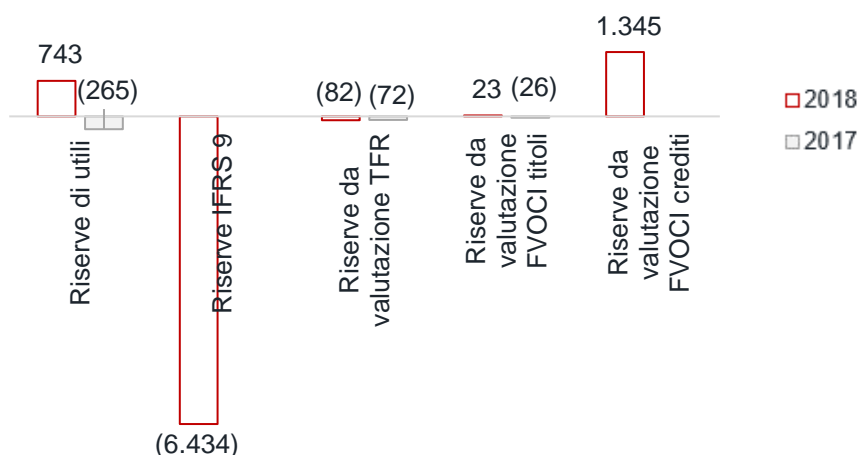 743
(265)
(6.434)
(82)
(72)
23
(26)
1.345
Riserve di utili
Riserve IFRS 9
Riserve da
valutazione TFR
Riserve da
valutazione
FVOCI titoli
Riserve da
valutazione
FVOCI crediti
2018
2017